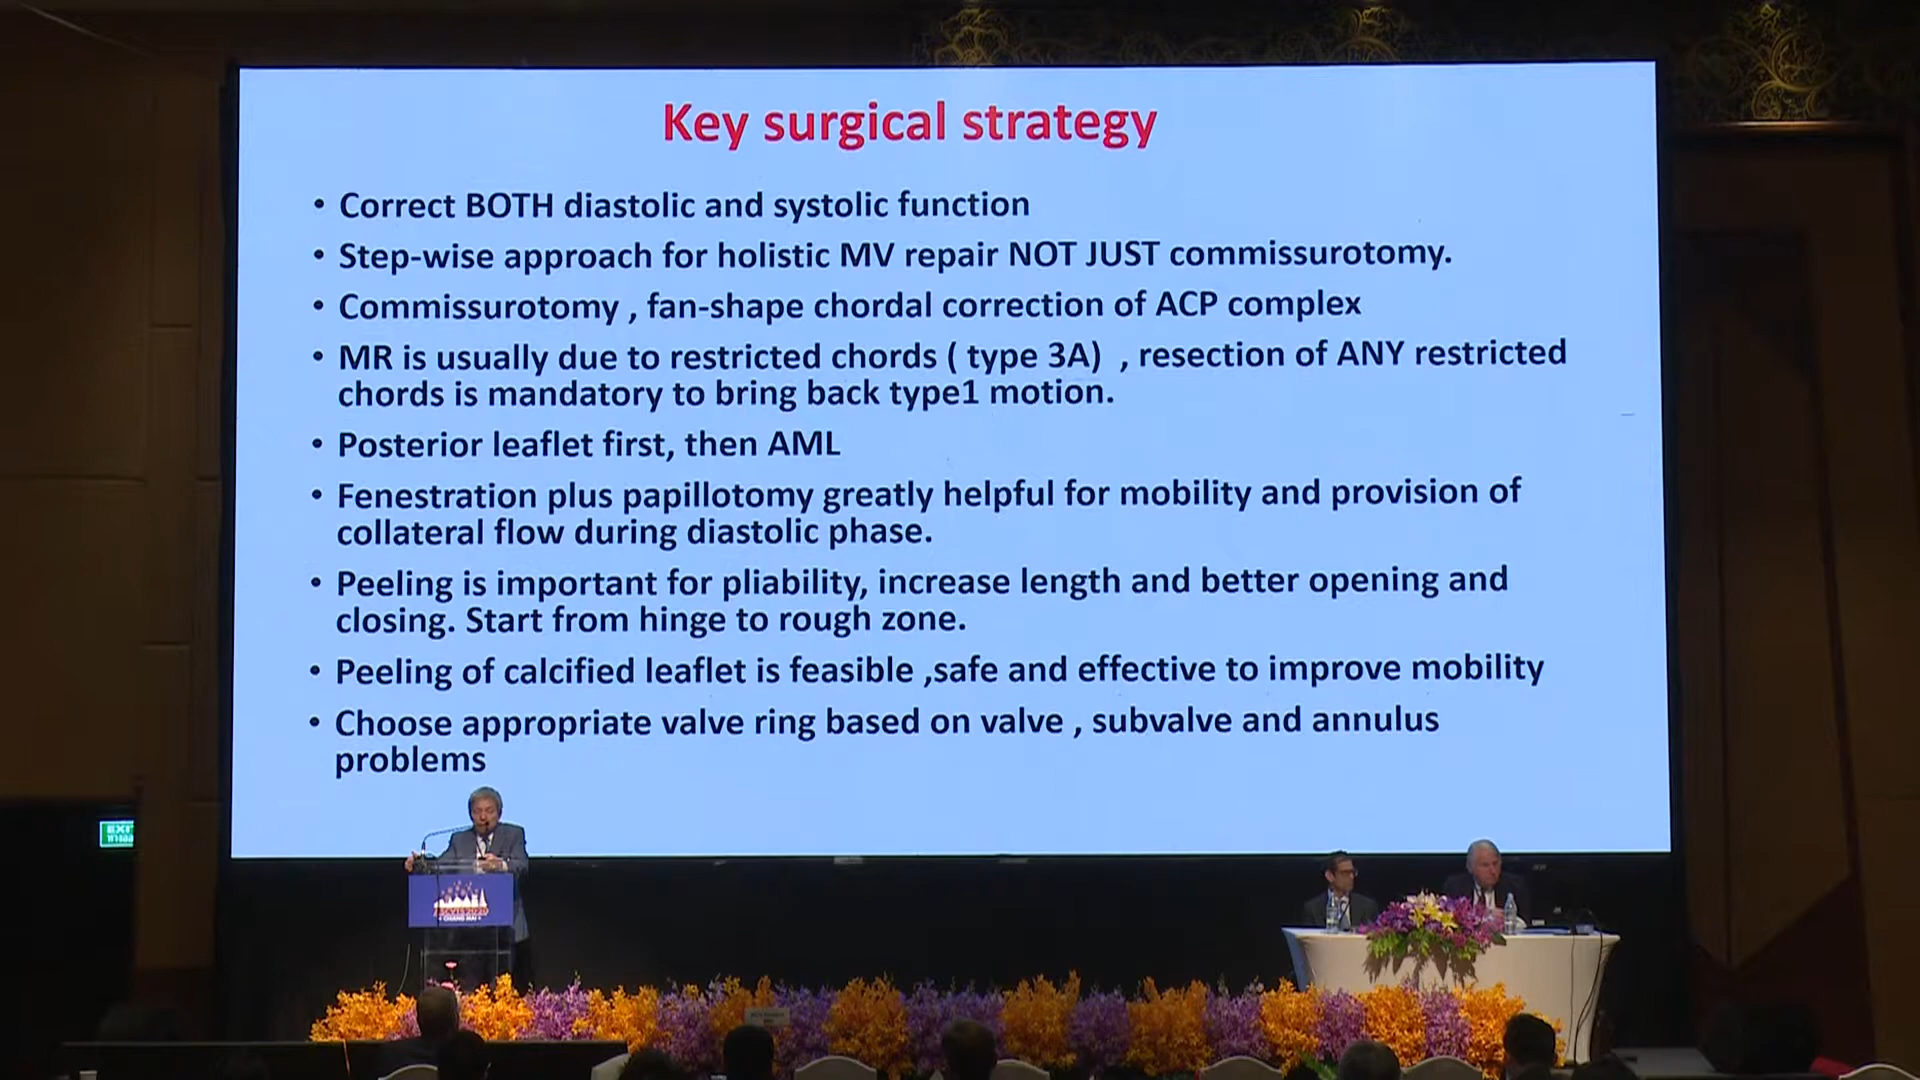 Key surgical strategy
• Correct BOTH diastolic and systolic function
• Step-wise approach for holistic MV repair NOT JUST commissurotomy.
• Commissurotomy , fan-shape chordal correction of ACP complex
• MR is usually due to restricted chords ( type 3A) , resection of ANY restricted
chords is mandatory to bring back type1 motion.
• Posterior leaflet first, then AML
• Fenestration plus papillotomy greatly helpful for mobility and provision of
collateral flow during diastolic phase.
• Peeling is important for pliability, increase length and better opening and
closing. Start from hinge to rough zone.
• Peeling of calcified leaflet is feasible ,safe and effective to improve mobility
• Choose appropriate valve ring based on valve , subvalve and annulus
problems
EXIT
CHIANG MAI